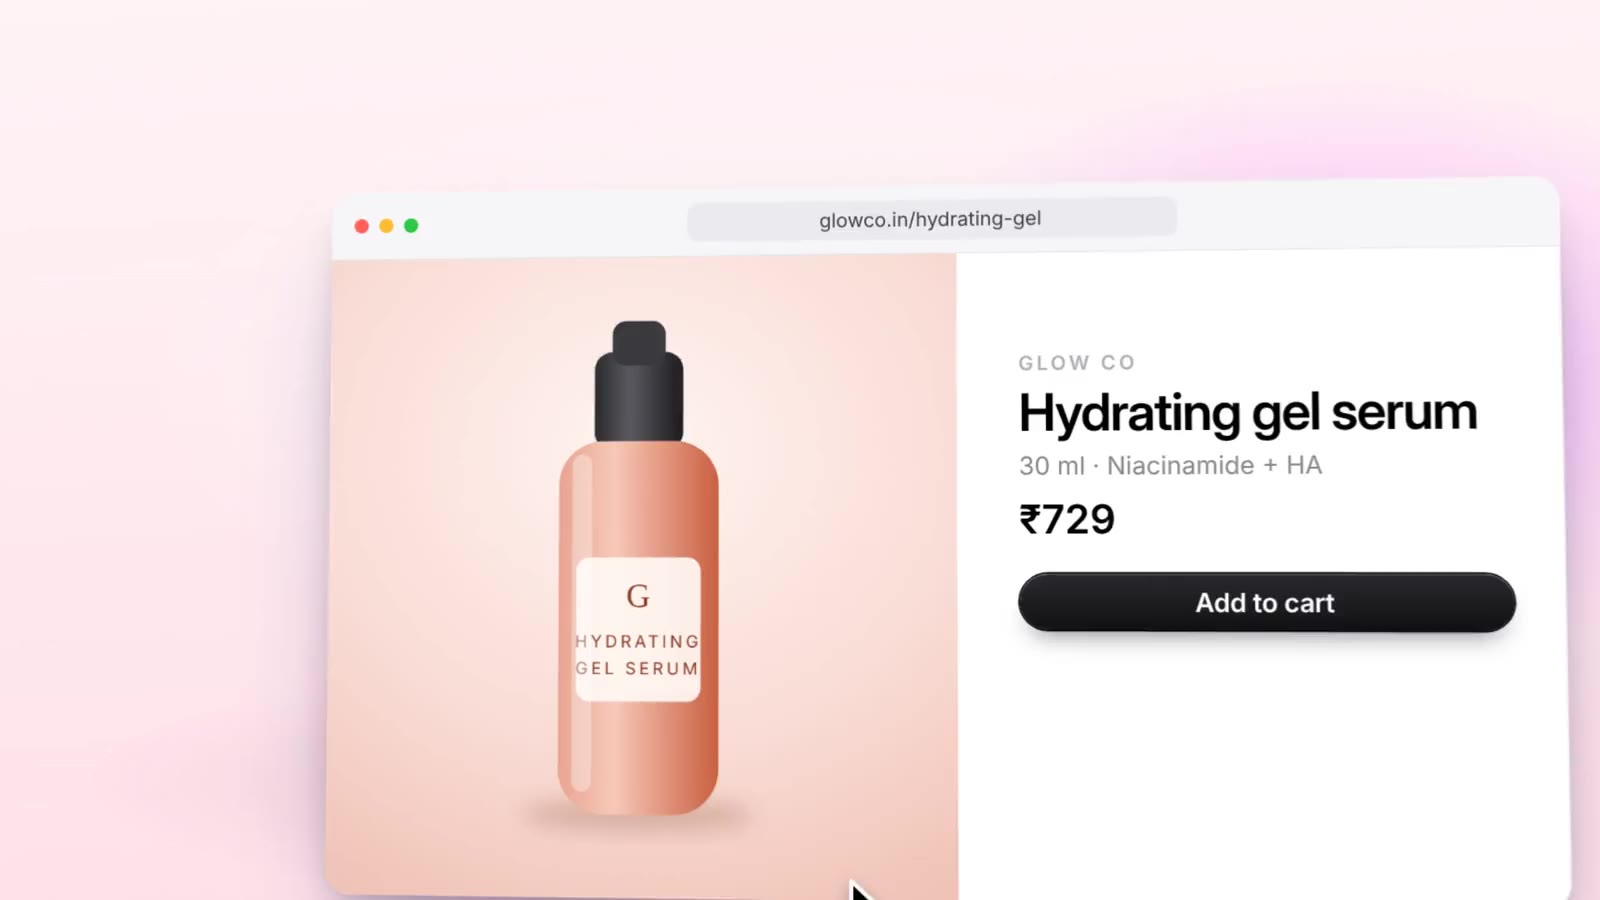 glowco.in/hydrating-gel
G
HYDRATING
GEL SERUM
GLOW CO
Hydrating gel serum
30 ml · Niacinamide + HA
₹729
Add to cart